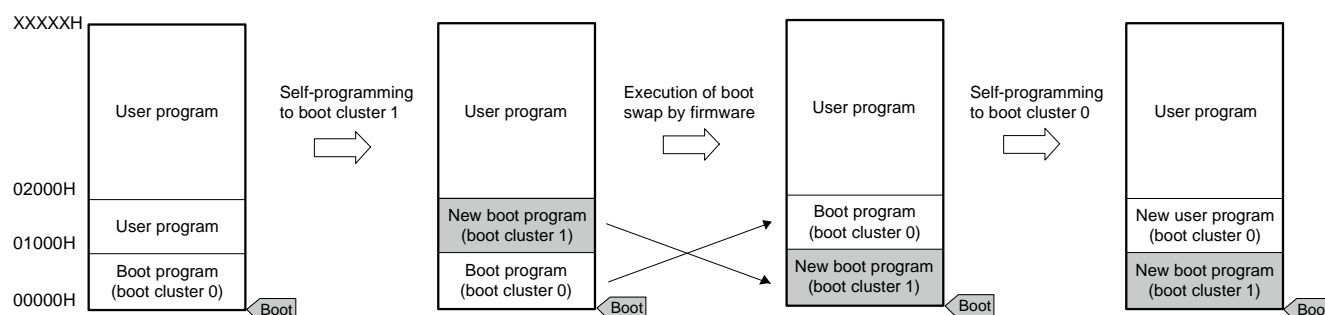 XXXXXH
User program
Self-programming
to boot cluster 1
User program
Execution of boot
swap by firmware
User program
Self-programming
to boot cluster 0
User program
02000H
User program
New boot program
(boot cluster 1)
Boot program
(boot cluster 0)
New user program
(boot cluster 0)
01000H
Boot program
(boot cluster 0)
Boot program
(boot cluster 0)
New boot program
(boot cluster 1)
New boot program
(boot cluster 1)
00000H
Boot
Boot
Boot
Boot